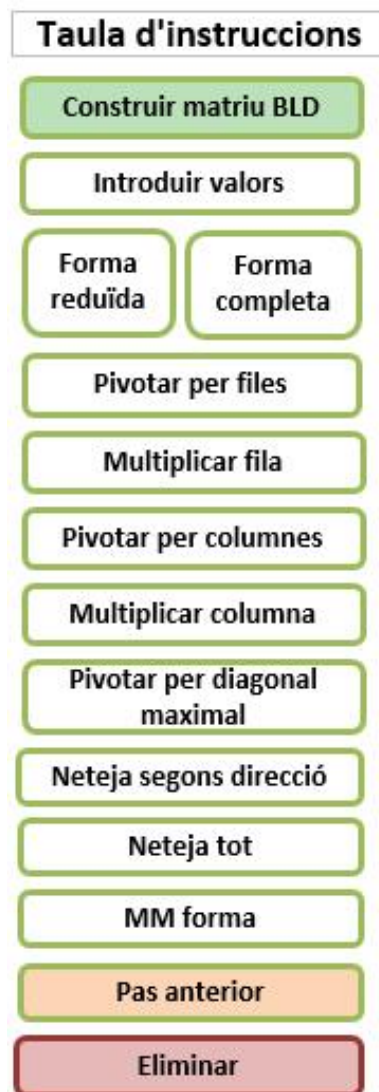 Taula d'instruccions
Construir matriu BLD
Introduir valors
Forma
reduïda
Forma
completa
Pivotar per files
Multiplicar fila
Pivotar per columnes
Multiplicar columna
Pivotar per diagonal
maximal
Neteja segons direcció
Neteja tot
MM forma
Pas anterior
Eliminar